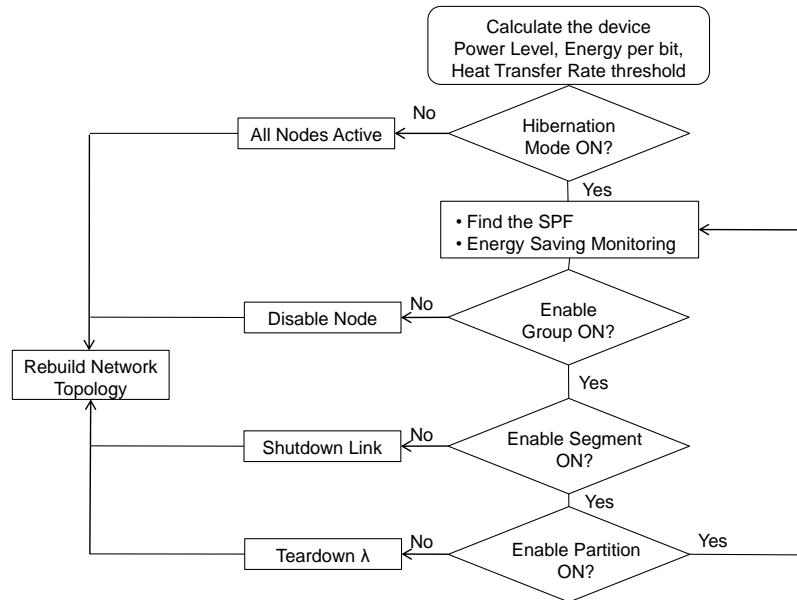 Calculate the device
Power Level, Energy per bit,
Heat Transfer Rate threshold
No
All Nodes Active
Hibernation
Mode ON?
Yes
• Find the SPF
• Energy Saving Monitoring
No
Disable Node
Enable
Group ON?
Rebuild Network
Topology
Yes
No
Shutdown Link
Enable Segment
ON?
Yes
No
Teardown λ
Enable Partition
ON?
Yes